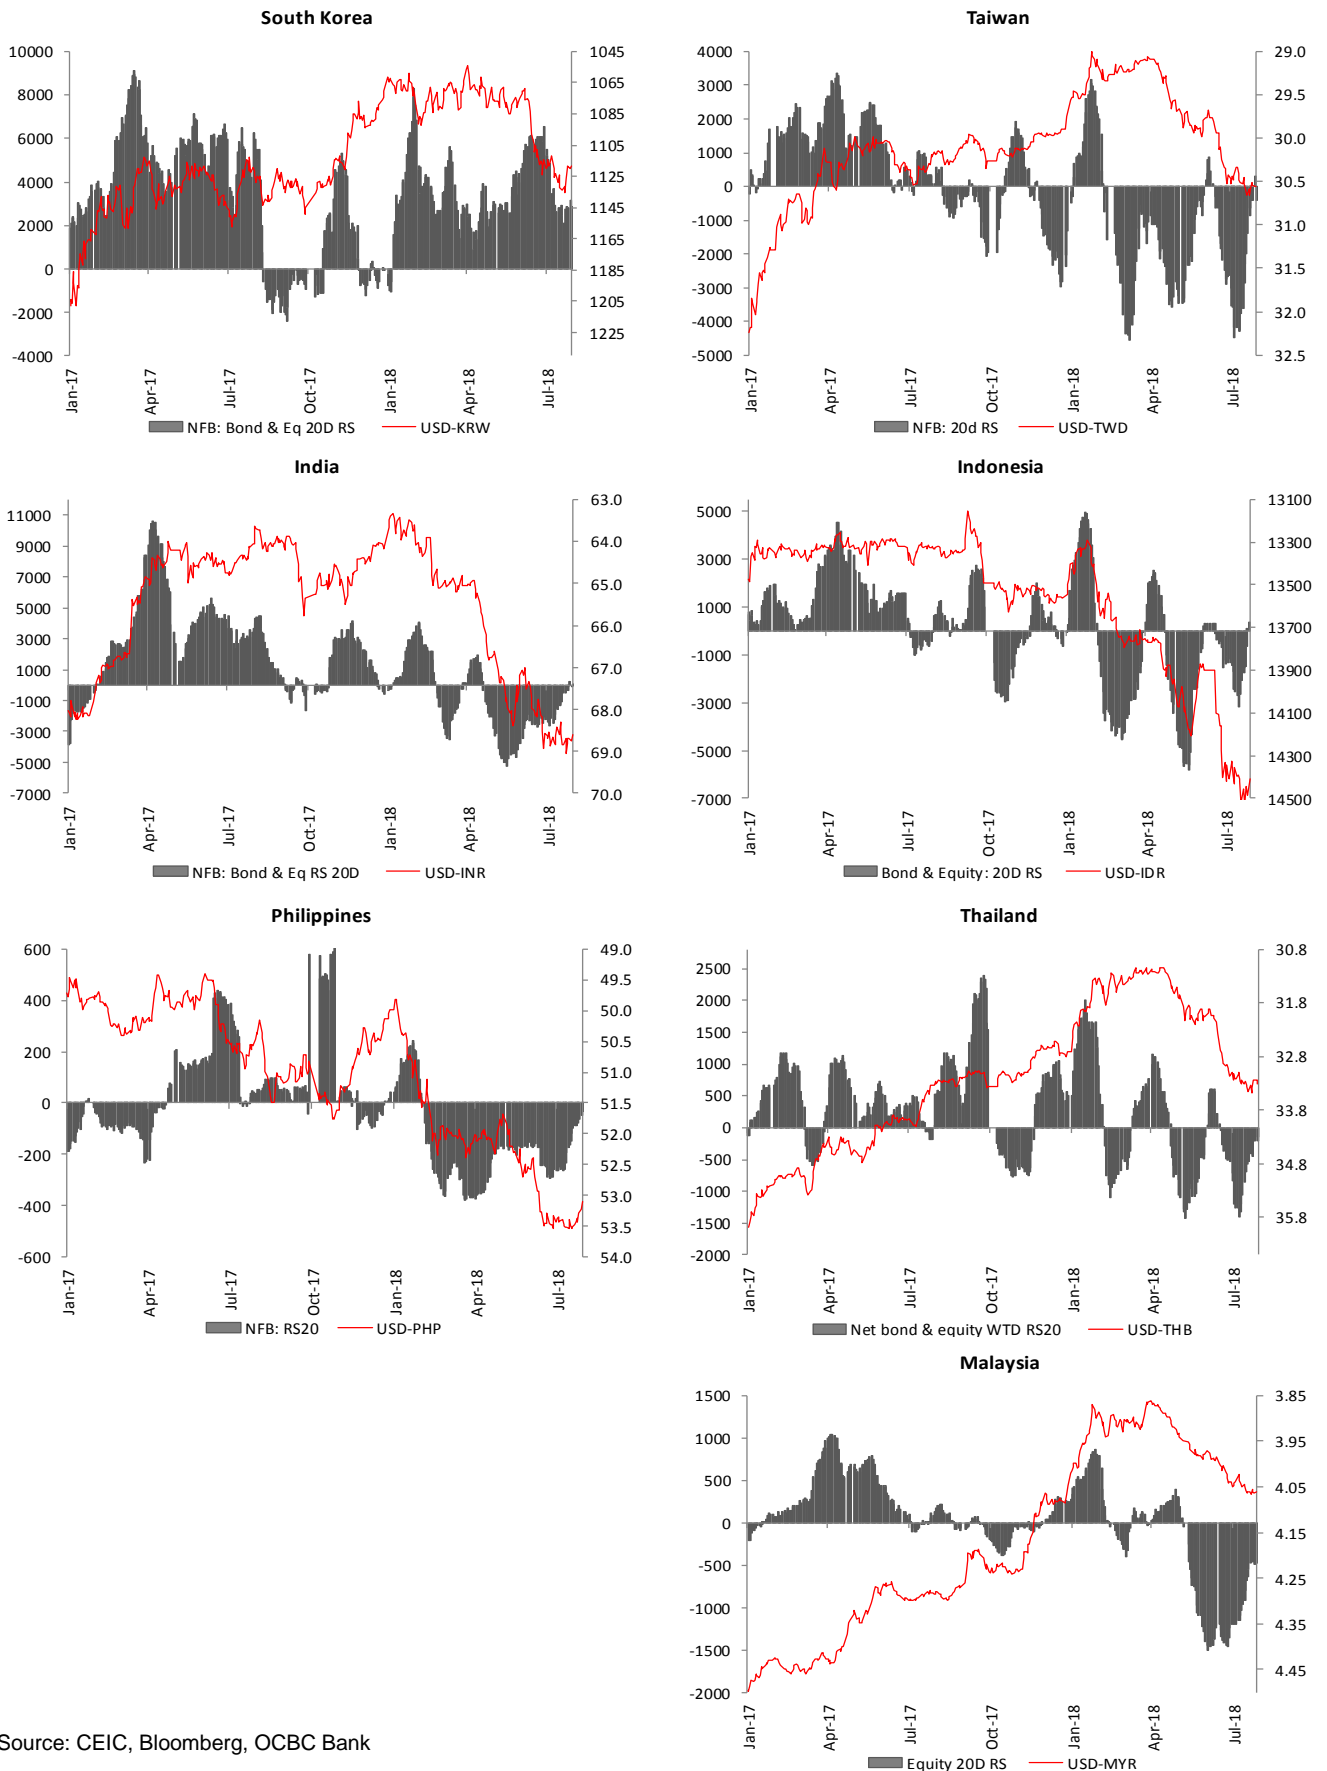 South Korea
10000
8000
6000
4000
2000
0
-2000
-4000
1045
1065
1085
1105
1125
1145
1165
1185
1205
1225
Jan-17
Apr-17
Jul-17
Oct-17
Jan-18
Apr-18
Jul-18
NFB: Bond & Eq 20D RS USD-KRW
Taiwan
4000
3000
2000
1000
0
-1000
-2000
-3000
-4000
-5000
29.0
29.5
30.0
30.5
31.0
31.5
32.0
32.5
Jan-17
Apr-17
Jul-17
Oct-17
Jan-18
Apr-18
Jul-18
NFB: 20d RS USD-TWD
India
11000
9000
7000
5000
3000
1000
-1000
-3000
-5000
-7000
63.0
64.0
65.0
66.0
67.0
68.0
69.0
70.0
Jan-17
Apr-17
Jul-17
Oct-17
Jan-18
Apr-18
Jul-18
NFB: Bond & Eq RS 20D USD-INR
Indonesia
5000
3000
1000
-1000
-3000
-5000
-7000
13100
13300
13500
13700
13900
14100
14300
14500
Jan-17
Apr-17
Jul-17
Oct-17
Jan-18
Apr-18
Jul-18
Bond & Equity: 20D RS USD-IDR
Philippines
600
400
200
0
-200
-400
-600
49.0
49.5
50.0
50.5
51.0
51.5
52.0
52.5
53.0
53.5
54.0
Jan-17
Apr-17
Jul-17
Oct-17
Jan-18
Apr-18
Jul-18
NFB: RS20 USD-PHP
Thailand
2500
2000
1500
1000
500
0
-500
-1000
-1500
-2000
30.8
31.8
32.8
33.8
34.8
35.8
Jan-17
Apr-17
Jul-17
Oct-17
Jan-18
Apr-18
Jul-18
Net bond & equity WTD RS20 USD-THB
Malaysia
1500
1000
500
0
-500
-1000
-1500
-2000
3.85
3.95
4.05
4.15
4.25
4.35
4.45
Jan-17
Apr-17
Jul-17
Oct-17
Jan-18
Apr-18
Jul-18
Equity 20D RS USD-MYR
Source: CEIC, Bloomberg, OCBC Bank